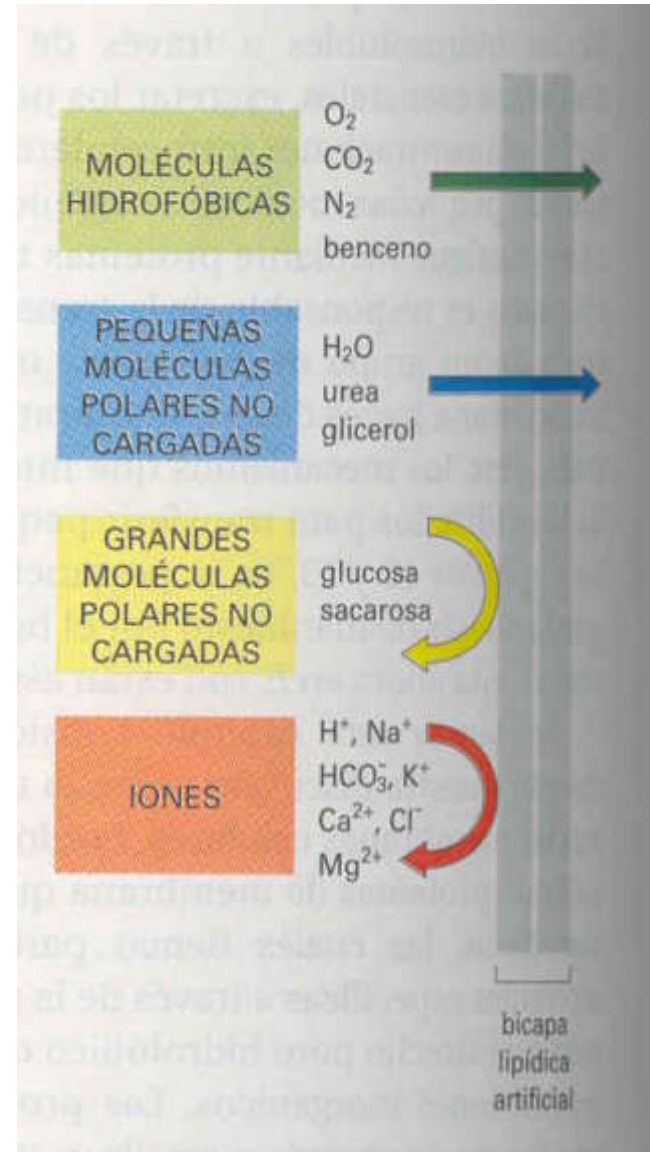 MOLÉCULAS
HIDROFÓBICAS
O₂
CO₂
N₂
benceno
PEQUEÑAS
MOLÉCULAS
POLARES NO
CARGADAS
H₂O
urea
glicerol
GRANDES
MOLÉCULAS
POLARES NO
CARGADAS
glucosa
sacarosa
IONES
H⁺, Na⁺
HCO₃⁻, K⁺
Ca²⁺, Cl⁻
Mg²⁺
bicapa
lipídica
artificial